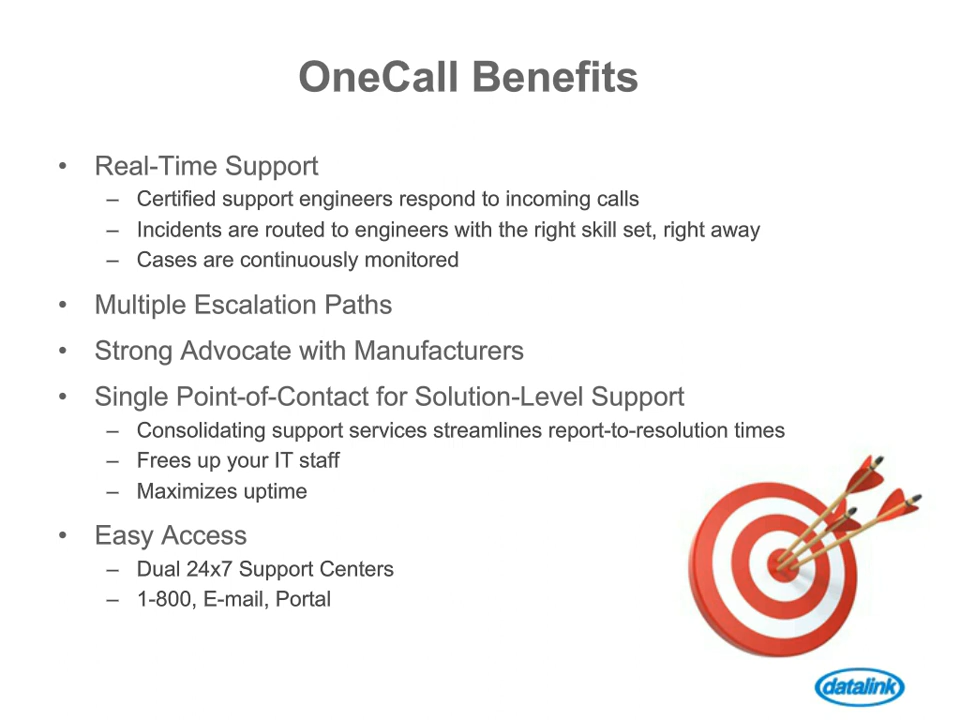 OneCall Benefits
• Real-Time Support
– Certified support engineers respond to incoming calls
– Incidents are routed to engineers with the right skill set, right away
– Cases are continuously monitored
• Multiple Escalation Paths
• Strong Advocate with Manufacturers
• Single Point-of-Contact for Solution-Level Support
– Consolidating support services streamlines report-to-resolution times
– Frees up your IT staff
– Maximizes uptime
• Easy Access
– Dual 24x7 Support Centers
– 1-800, E-mail, Portal
datalink